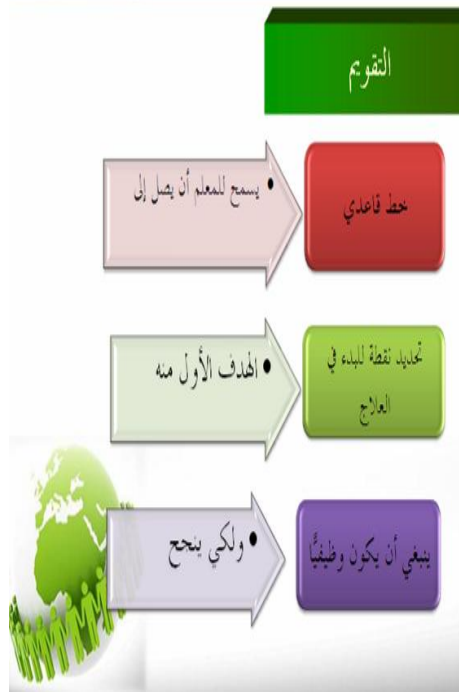 التقويم
• يسمح للمعلم أن يصل إلى
خط قاعدي
• الهدف الأول منه
تحديد نقطة للبدء في
العلاج
• ولكي ينجح
ينبغي أن يكون وظيفيًّا